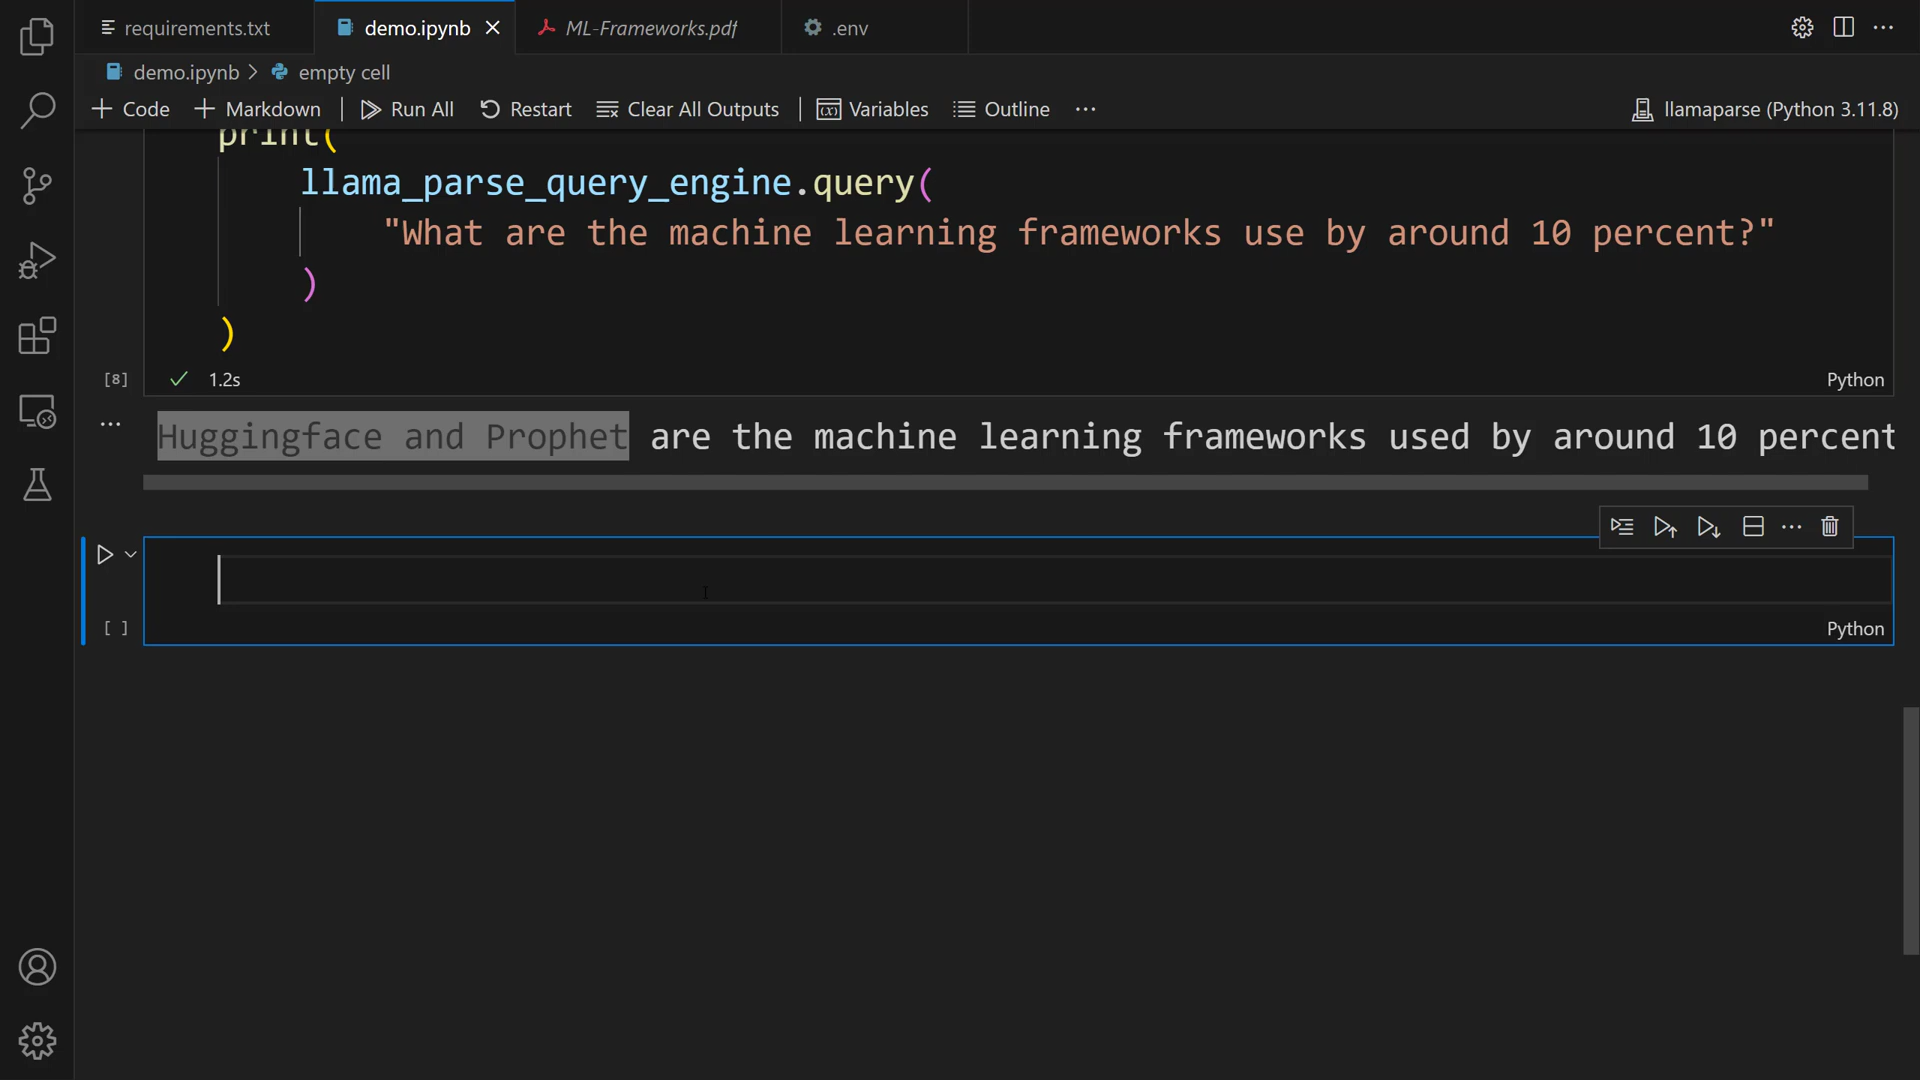 requirements.txt
demo.ipynb
ML-Frameworks.pdf
.env
demo.ipynb > empty cell
Code
Markdown
Run All
Restart
Clear All Outputs
Variables
Outline
llamaparse (Python 3.11.8)
print(
llama_parse_query_engine.query(
"What are the machine learning frameworks use by around 10 percent?"
)
)
[8]
1.2s
Python
Huggingface and Prophet are the machine learning frameworks used by around 10 percent
[ ]
Python